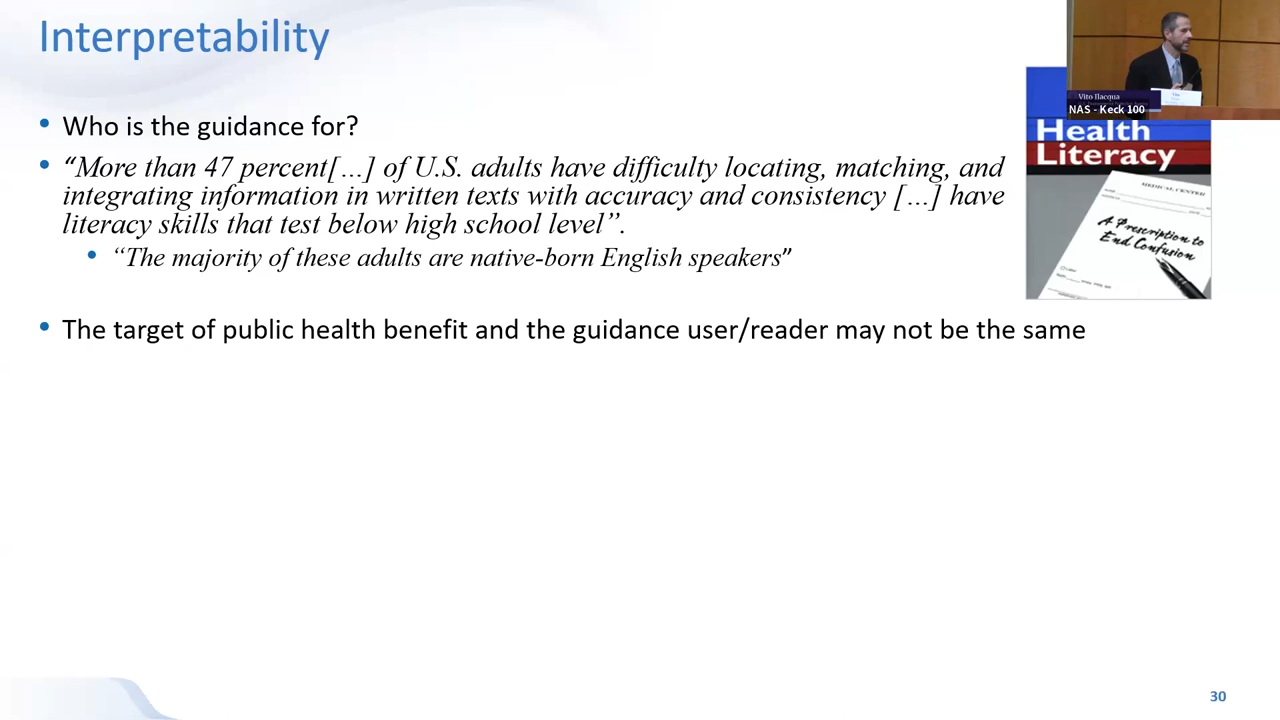 Interpretability
• Who is the guidance for?
• “More than 47 percent[…] of U.S. adults have difficulty locating, matching, and
integrating information in written texts with accuracy and consistency […] have
literacy skills that test below high school level”.
• “The majority of these adults are native-born English speakers”
• The target of public health benefit and the guidance user/reader may not be the same
Vito Ilacqua
NAS - Keck 100
Health
Literacy
MEDICAL CENTER
A Prescription to
End Confusion
30